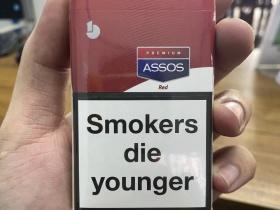 PREMIUM
ASSOS
Red
Smokers
die
younger